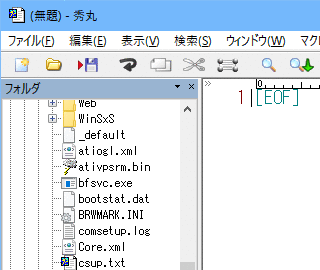 (無題) - 秀丸
ファイル(F) 編集(E) 表示(V) 検索(S) ウィンドウ(W) マク
フォルダ
0
1 [EOF]
Web
WinSxS
_default
atiogl.xml
ativpsrm.bin
bfsvc.exe
bootstat.dat
BRWMARK.INI
comsetup.log
Core.xml
csup.txt